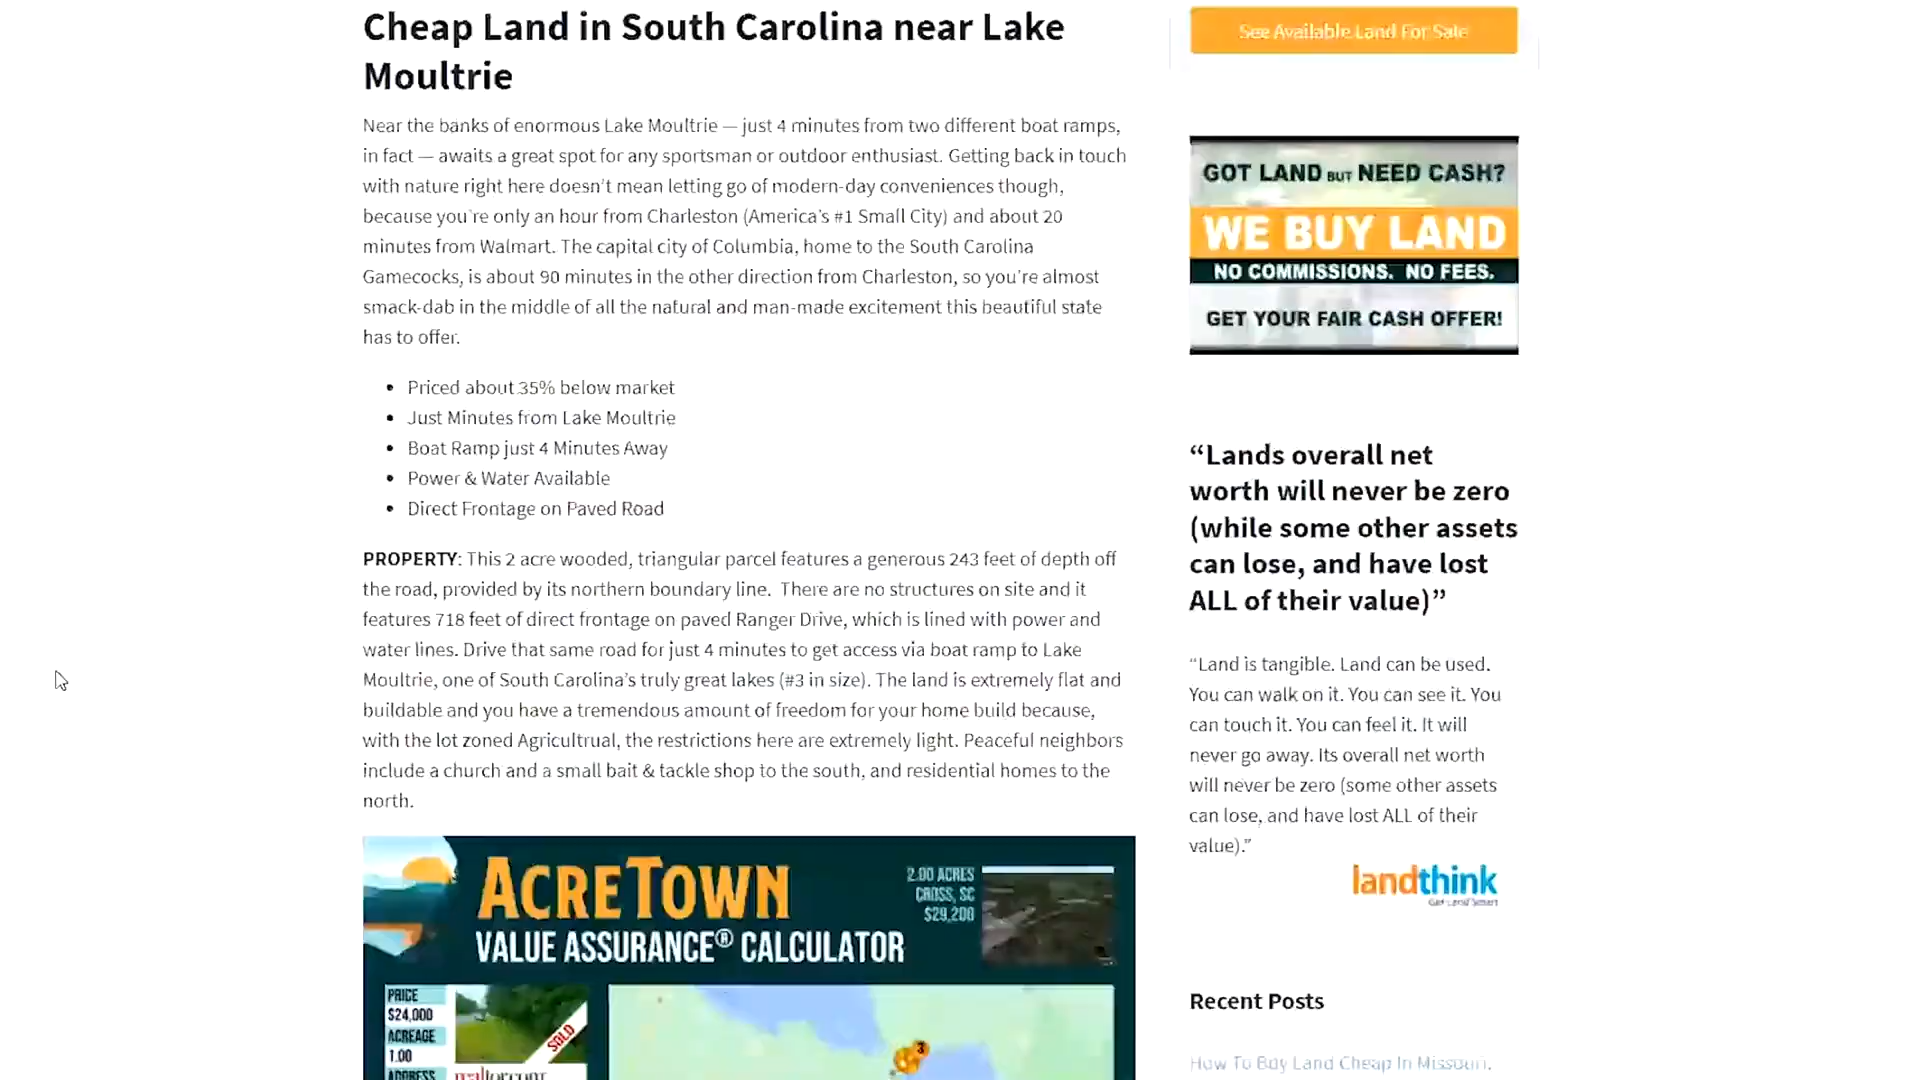 Cheap Land in South Carolina near Lake
Moultrie
Near the banks of enormous Lake Moultrie — just 4 minutes from two different boat ramps,
in fact — awaits a great spot for any sportsman or outdoor enthusiast. Getting back in touch
with nature right here doesn't mean letting go of modern-day conveniences though,
because you're only an hour from Charleston (America's #1 Small City) and about 20
minutes from Walmart. The capital city of Columbia, home to the South Carolina
Gamecocks, is about 90 minutes in the other direction from Charleston, so you're almost
smack-dab in the middle of all the natural and man-made excitement this beautiful state
has to offer.
• Priced about 35% below market
• Just Minutes from Lake Moultrie
• Boat Ramp just 4 Minutes Away
• Power & Water Available
• Direct Frontage on Paved Road
PROPERTY: This 2 acre wooded, triangular parcel features a generous 243 feet of depth off
the road, provided by its northern boundary line. There are no structures on site and it
features 718 feet of direct frontage on paved Ranger Drive, which is lined with power and
water lines. Drive that same road for just 4 minutes to get access via boat ramp to Lake
Moultrie, one of South Carolina's truly great lakes (#3 in size). The land is extremely flat and
buildable and you have a tremendous amount of freedom for your home build because,
with the lot zoned Agricultrual, the restrictions here are extremely light. Peaceful neighbors
include a church and a small bait & tackle shop to the south, and residential homes to the
north.
ACRETOWN
VALUE ASSURANCE® CALCULATOR
2.00 ACRES
CROSS, SC
$29,200
PRICE
$24,000
ACREAGE
1.00
ADDRESS
SOLD
realtor.com
3
See Available Land For Sale
GOT LAND BUT NEED CASH?
WE BUY LAND
NO COMMISSIONS. NO FEES.
GET YOUR FAIR CASH OFFER!
“Lands overall net
worth will never be zero
(while some other assets
can lose, and have lost
ALL of their value)”
“Land is tangible. Land can be used.
You can walk on it. You can see it. You
can touch it. You can feel it. It will
never go away. Its overall net worth
will never be zero (some other assets
can lose, and have lost ALL of their
value).”
landthink
Get Land Smart
Recent Posts
How To Buy Land Cheap In Missouri.